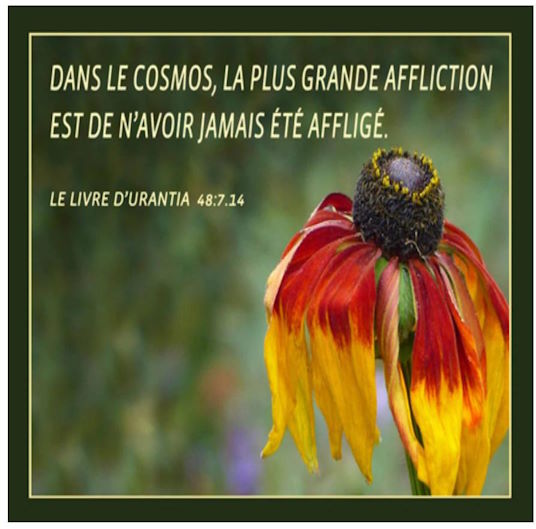 DANS LE COSMOS, LA PLUS GRANDE AFFLICTION
EST DE N'AVOIR JAMAIS ÉTÉ AFFLIGÉ.
LE LIVRE D'URANTIA 48:7.14